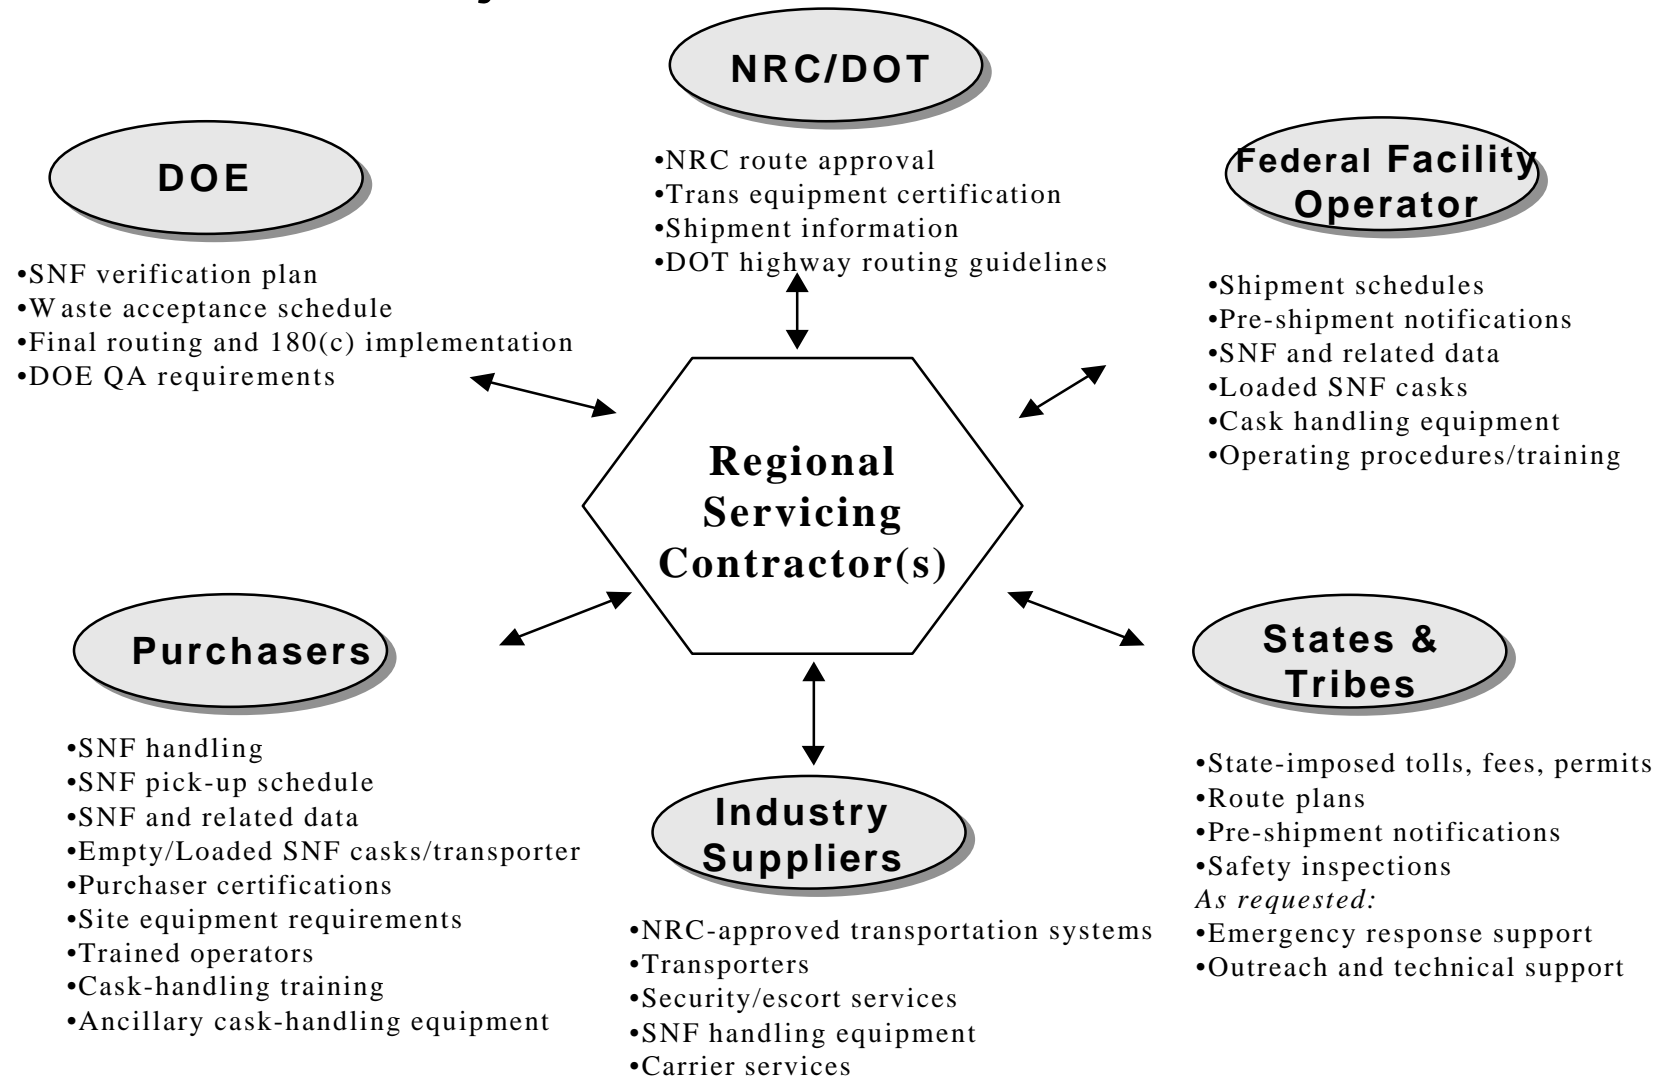 NRC/DOT
•NRC route approval
•Trans equipment certification
•Shipment information
•DOT highway routing guidelines
DOE
•SNF verification plan
•Waste acceptance schedule
•Final routing and 180(c) implementation
•DOE QA requirements
Federal Facility
Operator
•Shipment schedules
•Pre-shipment notifications
•SNF and related data
•Loaded SNF casks
•Cask handling equipment
•Operating procedures/training
Regional
Servicing
Contractor(s)
Purchasers
•SNF handling
•SNF pick-up schedule
•SNF and related data
•Empty/Loaded SNF casks/transporter
•Purchaser certifications
•Site equipment requirements
•Trained operators
•Cask-handling training
•Ancillary cask-handling equipment
Industry
Suppliers
•NRC-approved transportation systems
•Transporters
•Security/escort services
•SNF handling equipment
•Carrier services
States &
Tribes
•State-imposed tolls, fees, permits
•Route plans
•Pre-shipment notifications
•Safety inspections
As requested:
•Emergency response support
•Outreach and technical support